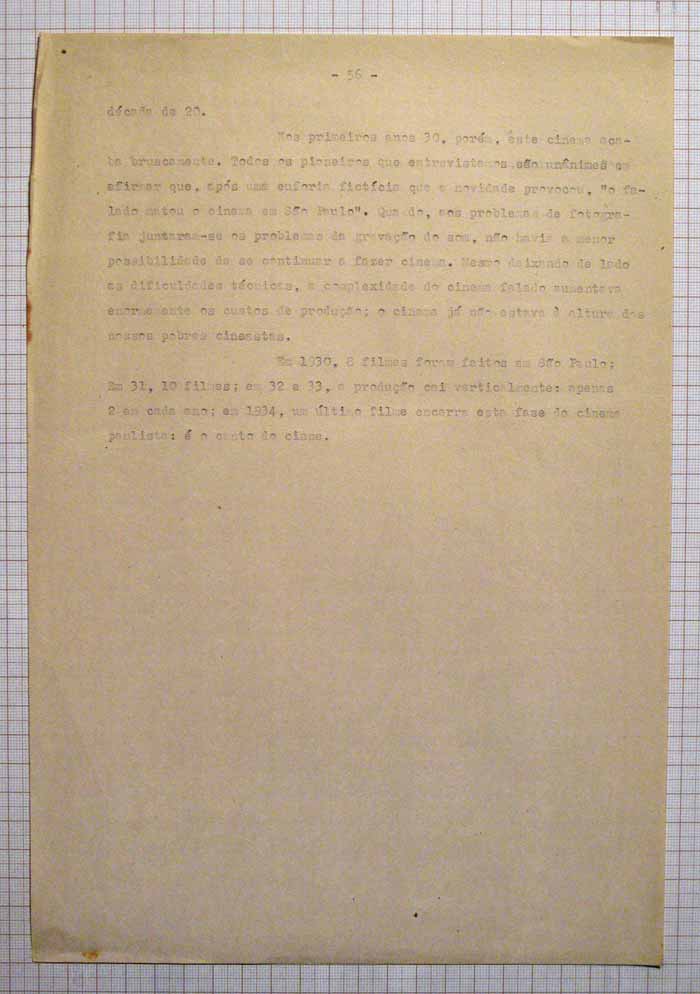 - 56 -
década de 20.
Nos primeiros anos 30, porém, êste cinema aca-
ba bruscamente. Todos os pioneiros que entrevistamos são unânimes em
afirmar que, após uma euforia fictícia que a novidade provocou, "o fa-
lado matou o cinema em São Paulo". Quando, aos problemas de fotogra-
fia juntaram-se os problemas da gravação do som, não havia a menor
possibilidade de se continuar a fazer cinema. Mesmo deixando de lado
as dificuldades técnicas, a complexidade do cinema falado aumentava
enormemente os custos de produção; o cinema já não estava à altura dos
nossos pobres cineastas.
Em 1930, 8 filmes foram feitos em São Paulo;
Em 31, 10 filmes; em 32 e 33, a produção cai verticalmente: apenas
2 em cada ano; em 1934, um último filme encerra esta fase do cinema
paulista: é o canto do cisne.